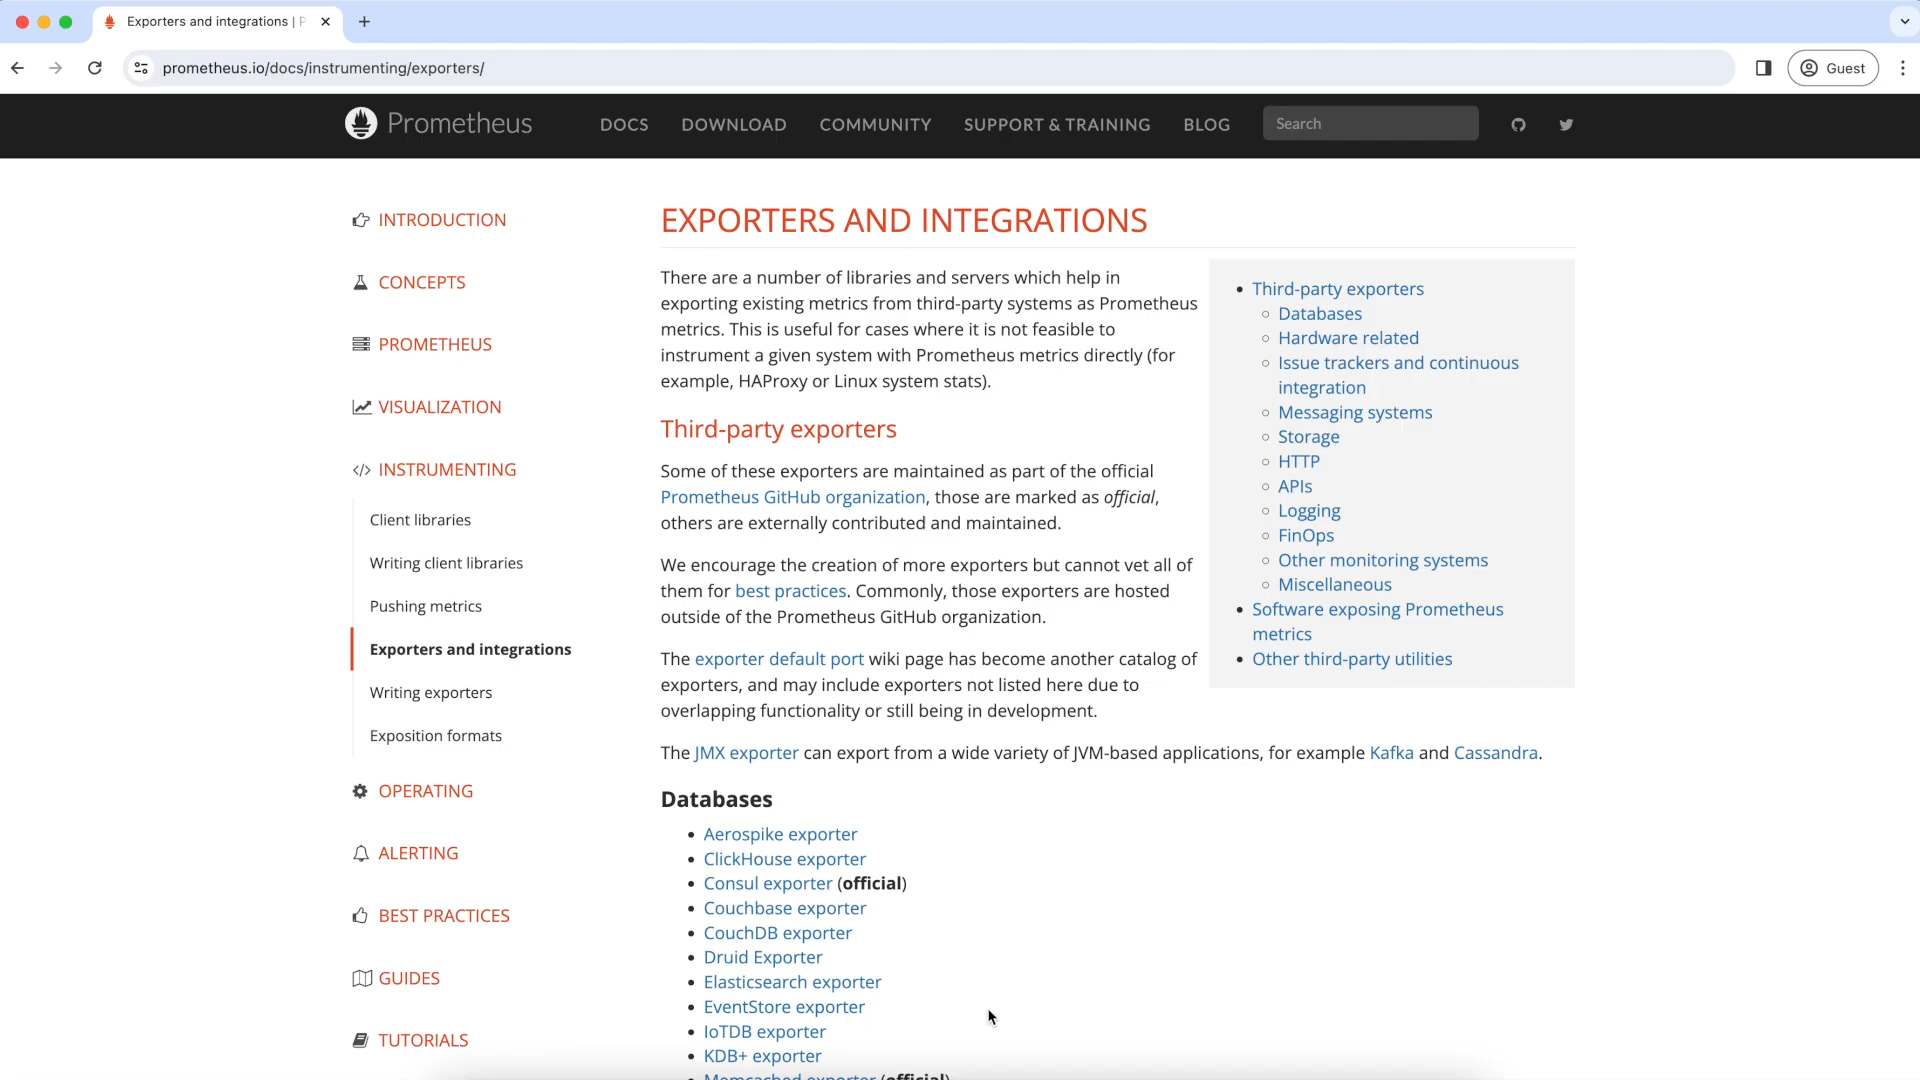 Exporters and integrations | P
prometheus.io/docs/instrumenting/exporters/
Guest
Prometheus
DOCS
DOWNLOAD
COMMUNITY
SUPPORT & TRAINING
BLOG
Search
INTRODUCTION
CONCEPTS
PROMETHEUS
VISUALIZATION
INSTRUMENTING
Client libraries
Writing client libraries
Pushing metrics
Exporters and integrations
Writing exporters
Exposition formats
OPERATING
ALERTING
BEST PRACTICES
GUIDES
TUTORIALS
EXPORTERS AND INTEGRATIONS
There are a number of libraries and servers which help in
exporting existing metrics from third-party systems as Prometheus
metrics. This is useful for cases where it is not feasible to
instrument a given system with Prometheus metrics directly (for
example, HAProxy or Linux system stats).
Third-party exporters
Some of these exporters are maintained as part of the official
Prometheus GitHub organization, those are marked as official,
others are externally contributed and maintained.
We encourage the creation of more exporters but cannot vet all of
them for best practices. Commonly, those exporters are hosted
outside of the Prometheus GitHub organization.
The exporter default port wiki page has become another catalog of
exporters, and may include exporters not listed here due to
overlapping functionality or still being in development.
The JMX exporter can export from a wide variety of JVM-based applications, for example Kafka and Cassandra.
Databases
Aerospike exporter
ClickHouse exporter
Consul exporter (official)
Couchbase exporter
CouchDB exporter
Druid Exporter
Elasticsearch exporter
EventStore exporter
IoTDB exporter
KDB+ exporter
Memcached exporter (official)
Third-party exporters
Databases
Hardware related
Issue trackers and continuous
integration
Messaging systems
Storage
HTTP
APIs
Logging
FinOps
Other monitoring systems
Miscellaneous
Software exposing Prometheus
metrics
Other third-party utilities